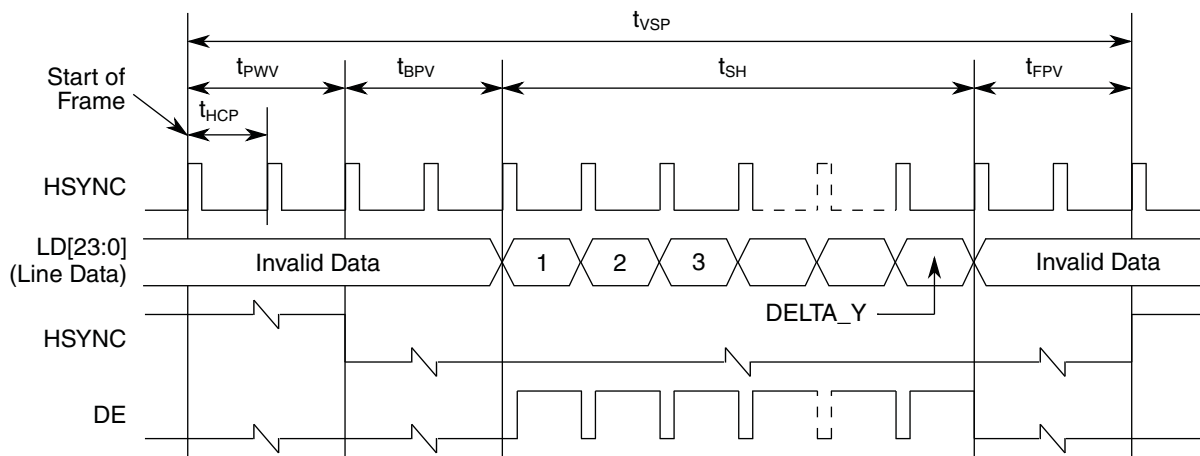 tVSP
tPWV tBPV tSH tFPV
Start of
Frame
tHCP
HSYNC
LD[23:0]
(Line Data)
Invalid Data 1 2 3 Invalid Data
DELTA_Y
HSYNC
DE